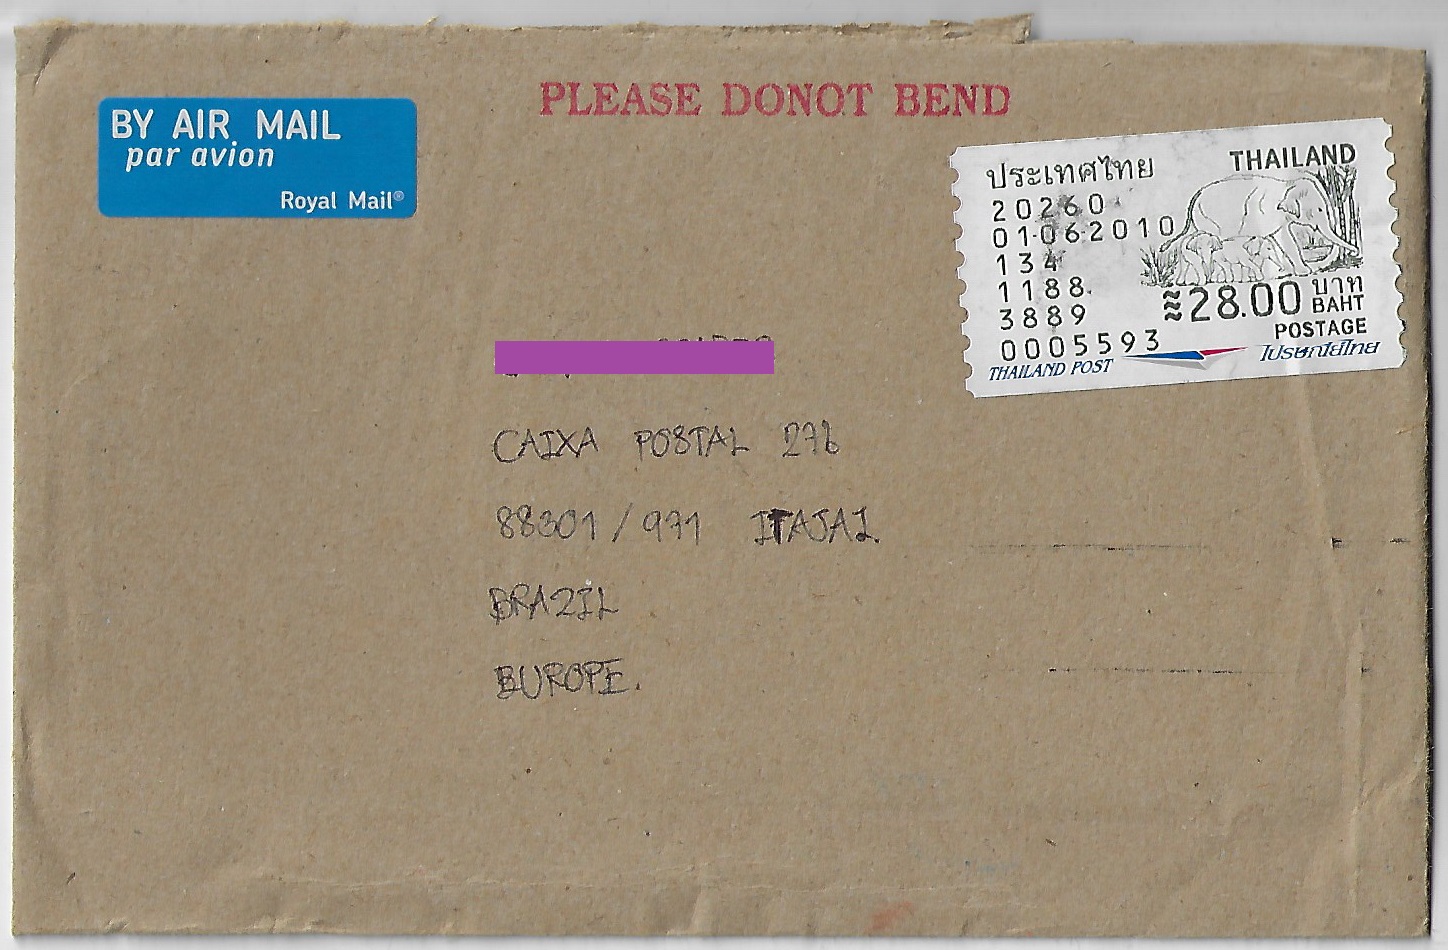 PLEASE DONOT BEND
BY AIR MAIL
par avion
Royal Mail®
ประเทศไทย THAILAND
20260
01-06-2010
134
1188
3889
0005593
≈28.00 บาท
BAHT
POSTAGE
THAILAND POST ไปรษณีย์ไทย
CAIXA POSTAL 276
88301/971 ITAJAI.
BRAZIL
EUROPE.